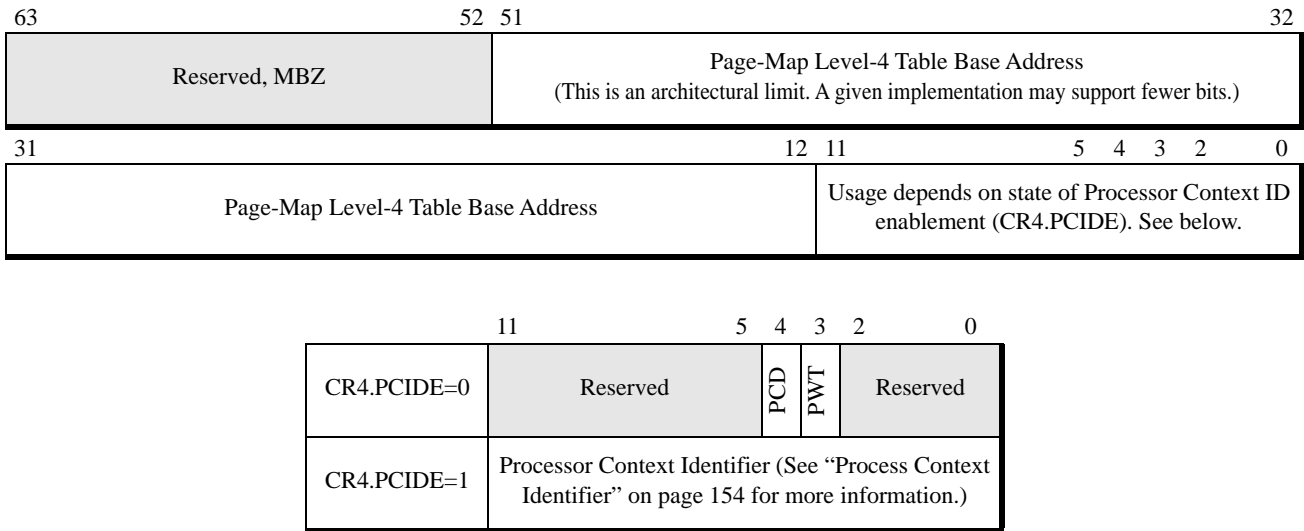 63 52 51 32
Reserved, MBZ
Page-Map Level-4 Table Base Address
(This is an architectural limit. A given implementation may support fewer bits.)
31 12 11 5 4 3 2 0
Page-Map Level-4 Table Base Address
Usage depends on state of Processor Context ID
enablement (CR4.PCIDE). See below.
11 5 4 3 2 0
CR4.PCIDE=0 Reserved PCD PWT Reserved
CR4.PCIDE=1
Processor Context Identifier (See “Process Context
Identifier” on page 154 for more information.)